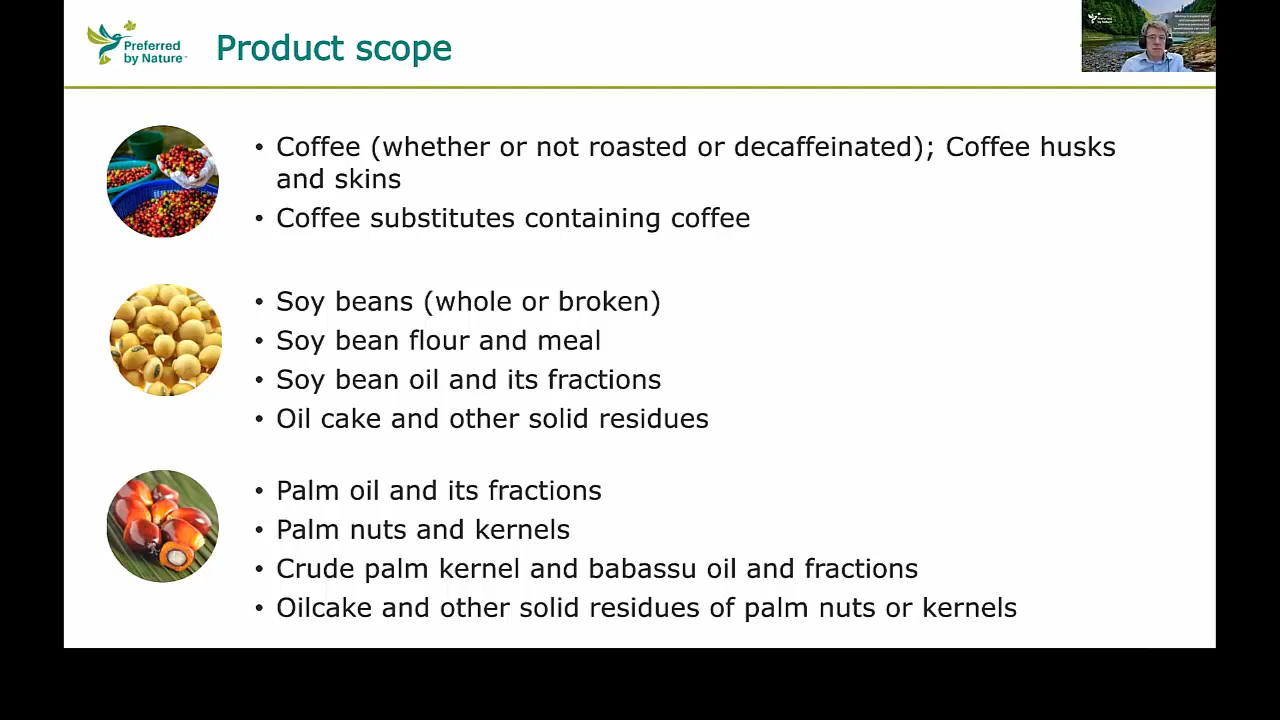 Preferred
by Nature™
Product scope
• Coffee (whether or not roasted or decaffeinated); Coffee husks
and skins
• Coffee substitutes containing coffee
• Soy beans (whole or broken)
• Soy bean flour and meal
• Soy bean oil and its fractions
• Oil cake and other solid residues
• Palm oil and its fractions
• Palm nuts and kernels
• Crude palm kernel and babassu oil and fractions
• Oilcake and other solid residues of palm nuts or kernels